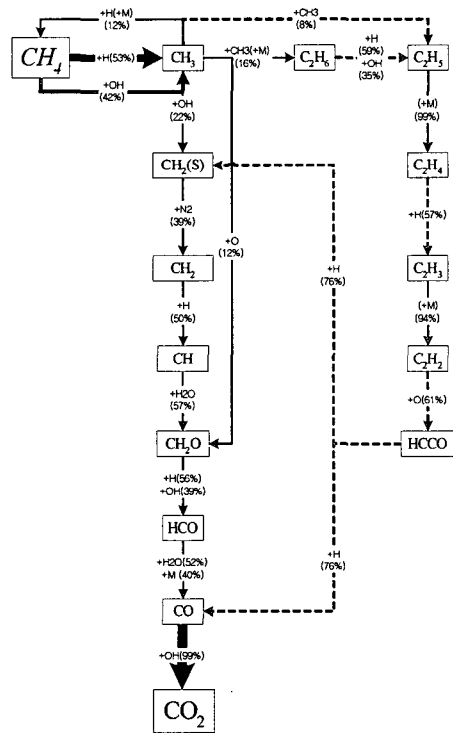 +H(+M)
(12%)
+CH3
(8%)
CH4
+H(53%)
CH3
+CH3(+M)
(16%)
C2H6
+H
(59%)
+OH
(35%)
C2H5
+OH
(42%)
+OH
(22%)
(+M)
(99%)
CH2(S)
C2H4
+N2
(39%)
+O
(12%)
+H
(76%)
+H(57%)
CH2
C2H3
+H
(50%)
(+M)
(94%)
CH
C2H2
+H2O
(57%)
+O(61%)
CH2O
HCCO
+H(56%)
+OH(39%)
HCO
+H2O(52%)
+M (40%)
+H
(76%)
CO
+OH(99%)
CO2